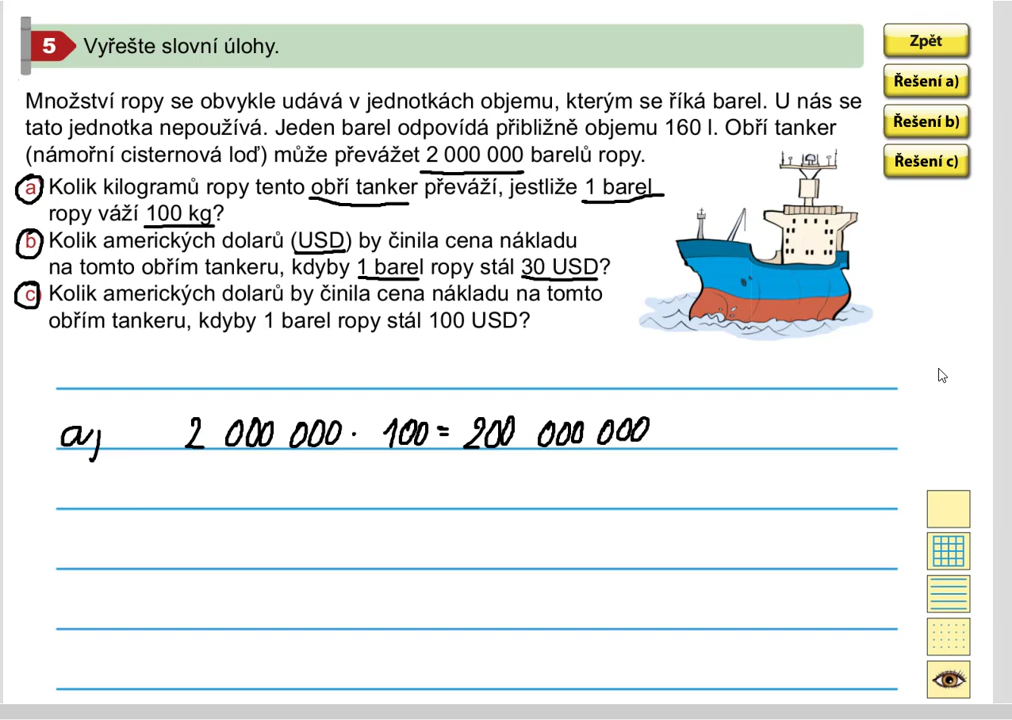 5 Vyřešte slovní úlohy.
Zpět
Řešení a)
Řešení b)
Řešení c)
Množství ropy se obvykle udává v jednotkách objemu, kterým se říká barel. U nás se
tato jednotka nepoužívá. Jeden barel odpovídá přibližně objemu 160 l. Obří tanker
(námořní cisternová loď) může převážet 2 000 000 barelů ropy.
a) Kolik kilogramů ropy tento obří tanker převáží, jestliže 1 barel
ropy váží 100 kg?
b) Kolik amerických dolarů (USD) by činila cena nákladu
na tomto obřím tankeru, kdyby 1 barel ropy stál 30 USD?
c) Kolik amerických dolarů by činila cena nákladu na tomto
obřím tankeru, kdyby 1 barel ropy stál 100 USD?
a) 2 000 000 · 100 = 200 000 000